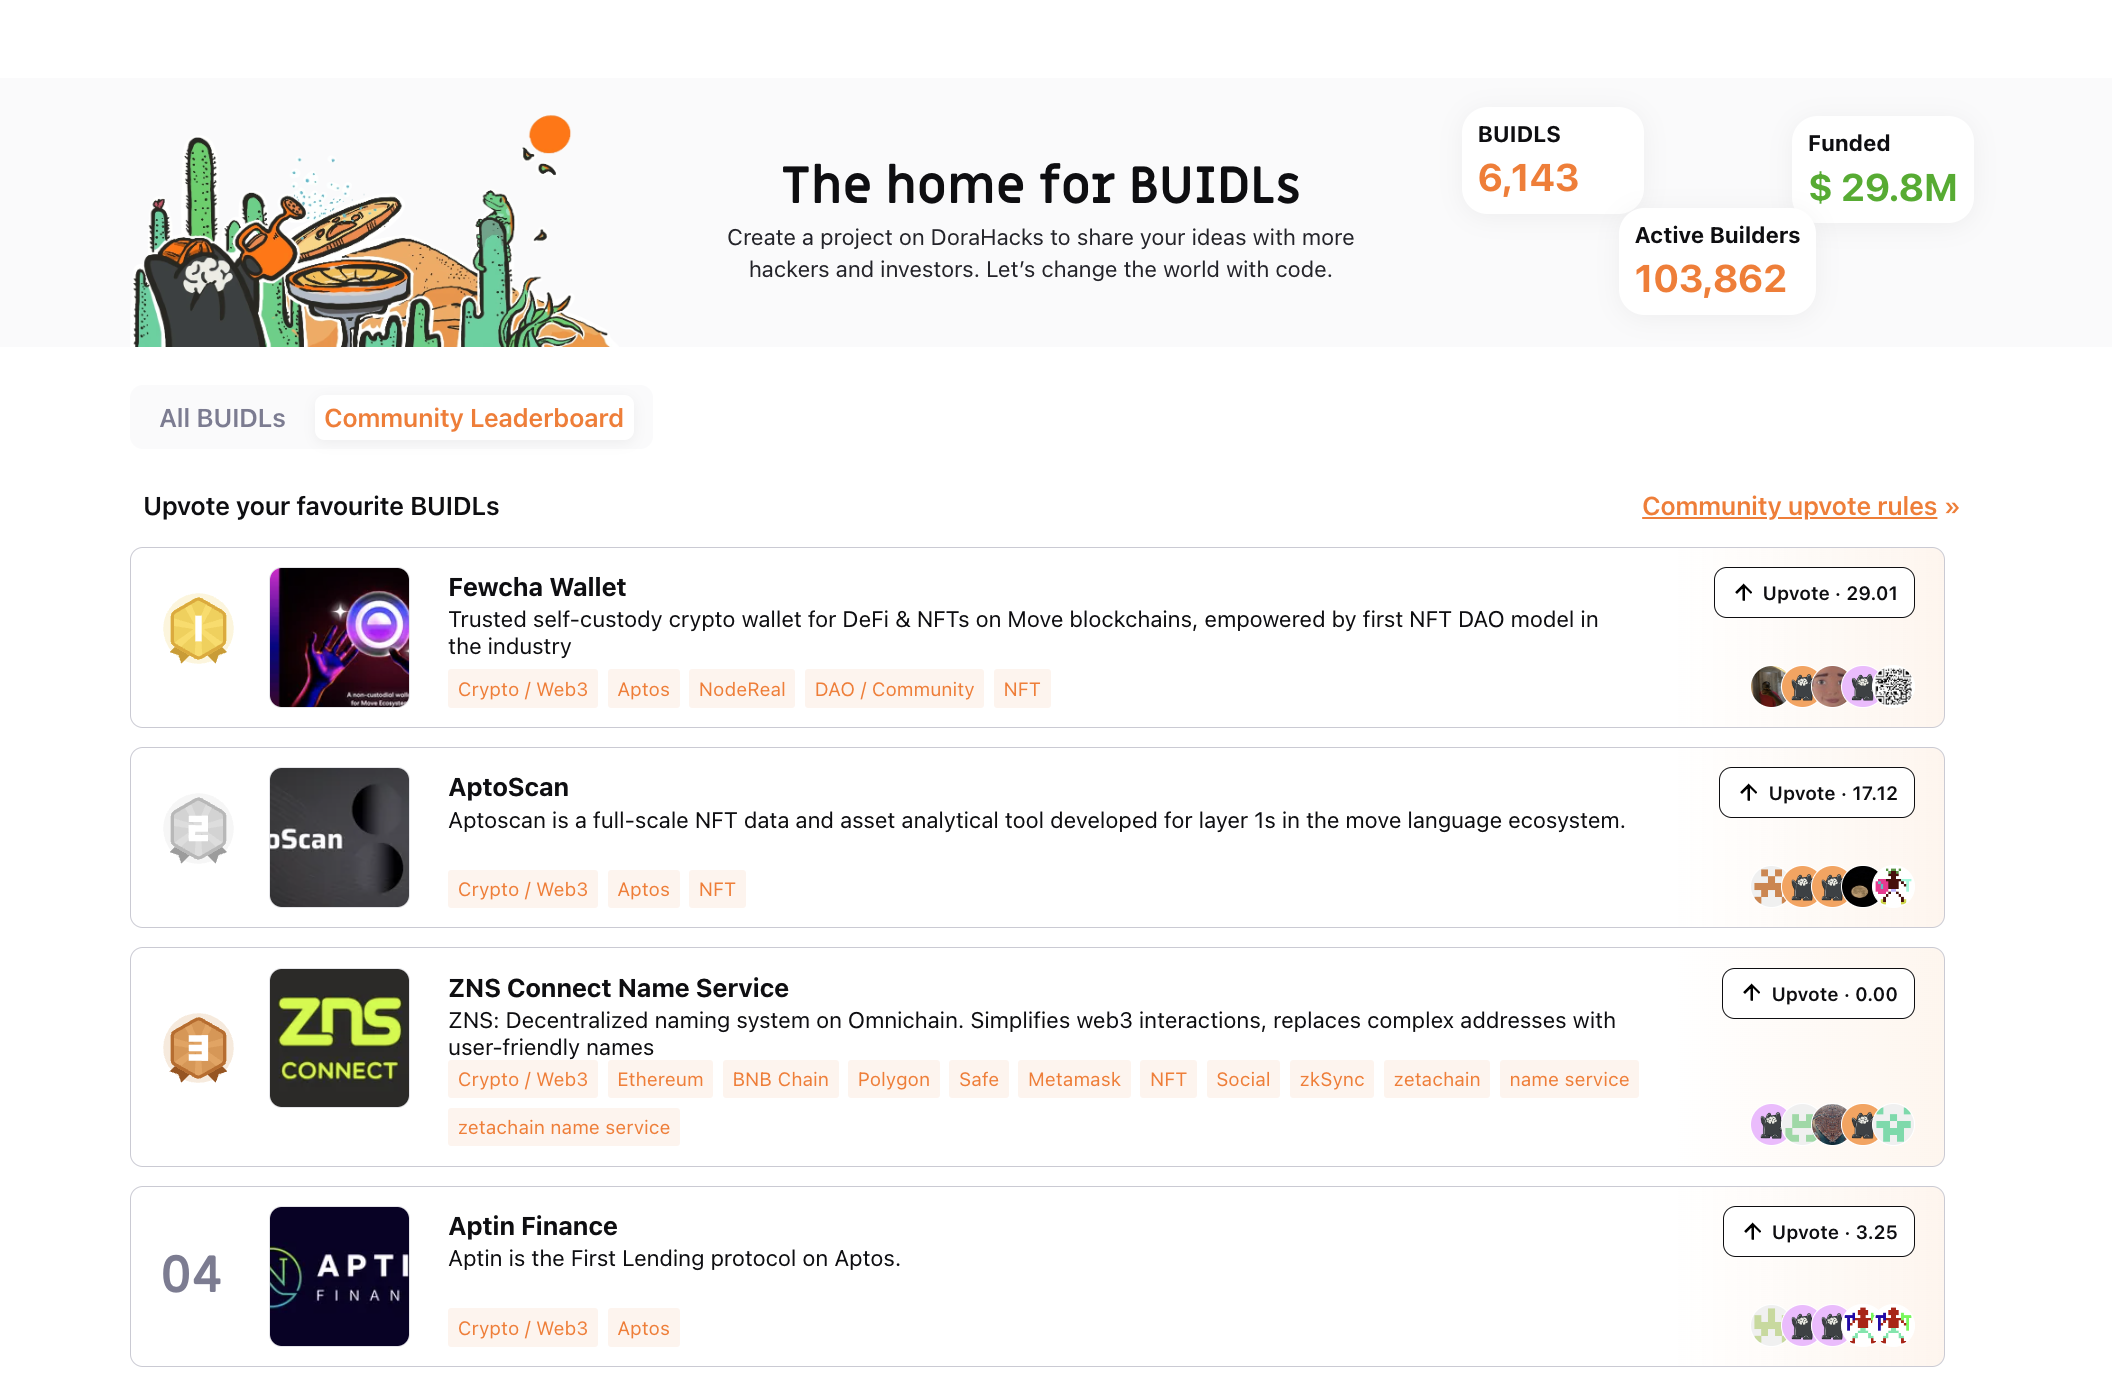 The home for BUIDLs
Create a project on DoraHacks to share your ideas with more
hackers and investors. Let's change the world with code.
BUIDLS
6,143
Funded
$ 29.8M
Active Builders
103,862
All BUIDLs
Community Leaderboard
Upvote your favourite BUIDLs
Community upvote rules »
1
A non-custodial walle
for Move Ecosystem
Fewcha Wallet
Trusted self-custody crypto wallet for DeFi & NFTs on Move blockchains, empowered by first NFT DAO model in
the industry
Crypto / Web3 Aptos NodeReal DAO / Community NFT
↑ Upvote · 29.01
2
oScan
AptoScan
Aptoscan is a full-scale NFT data and asset analytical tool developed for layer 1s in the move language ecosystem.
Crypto / Web3 Aptos NFT
↑ Upvote · 17.12
3
ZNS
CONNECT
ZNS Connect Name Service
ZNS: Decentralized naming system on Omnichain. Simplifies web3 interactions, replaces complex addresses with
user-friendly names
Crypto / Web3 Ethereum BNB Chain Polygon Safe Metamask NFT Social zkSync zetachain name service
zetachain name service
↑ Upvote · 0.00
04
APTI
FINAN
Aptin Finance
Aptin is the First Lending protocol on Aptos.
Crypto / Web3 Aptos
↑ Upvote · 3.25